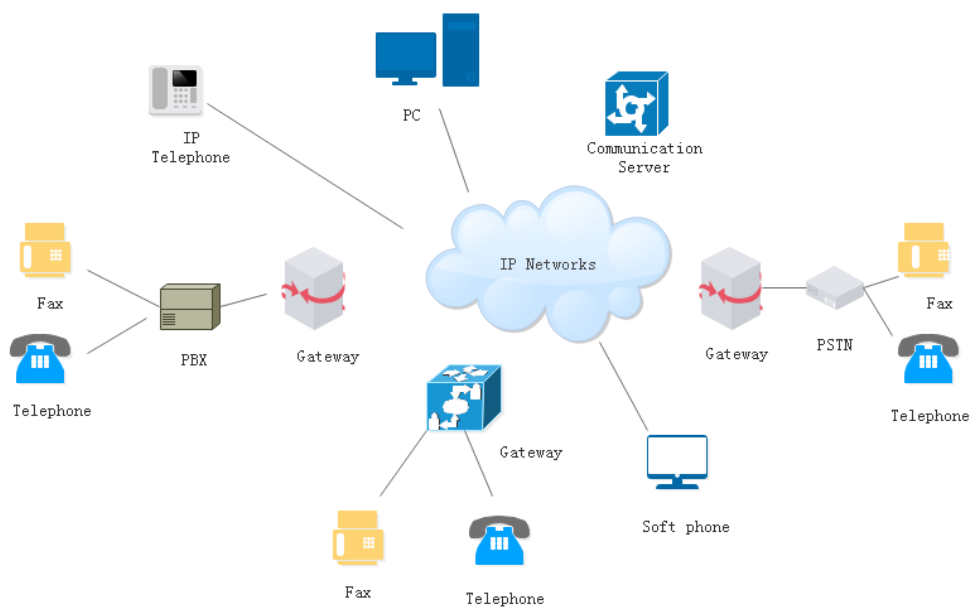 PC
IP
Telephone
Communication
Server
IP Networks
Fax
Fax
PBX
Gateway
Gateway
PSTN
Telephone
Telephone
Gateway
Soft phone
Fax
Telephone